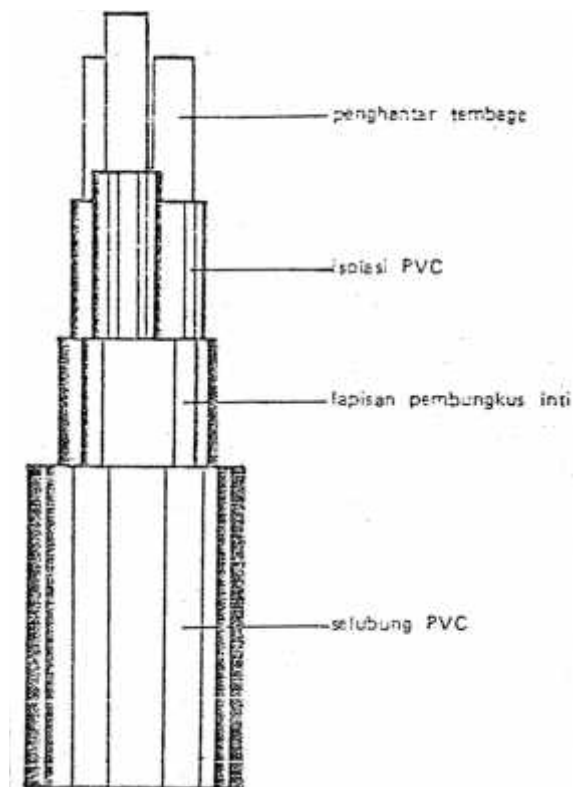 penghantar tembaga
isolasi PVC
lapisan pembungkus inti
selubung PVC